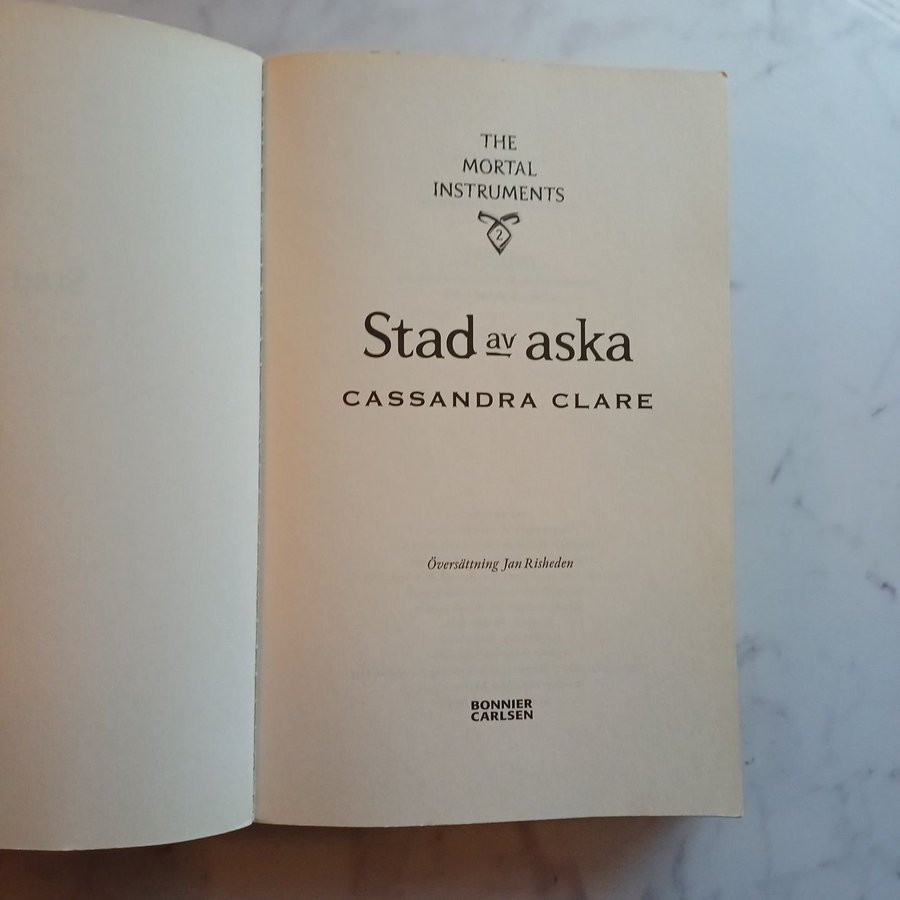 THE
MORTAL
INSTRUMENTS
2
Stad av aska
CASSANDRA CLARE
Översättning Jan Risheden
BONNIER
CARLSEN